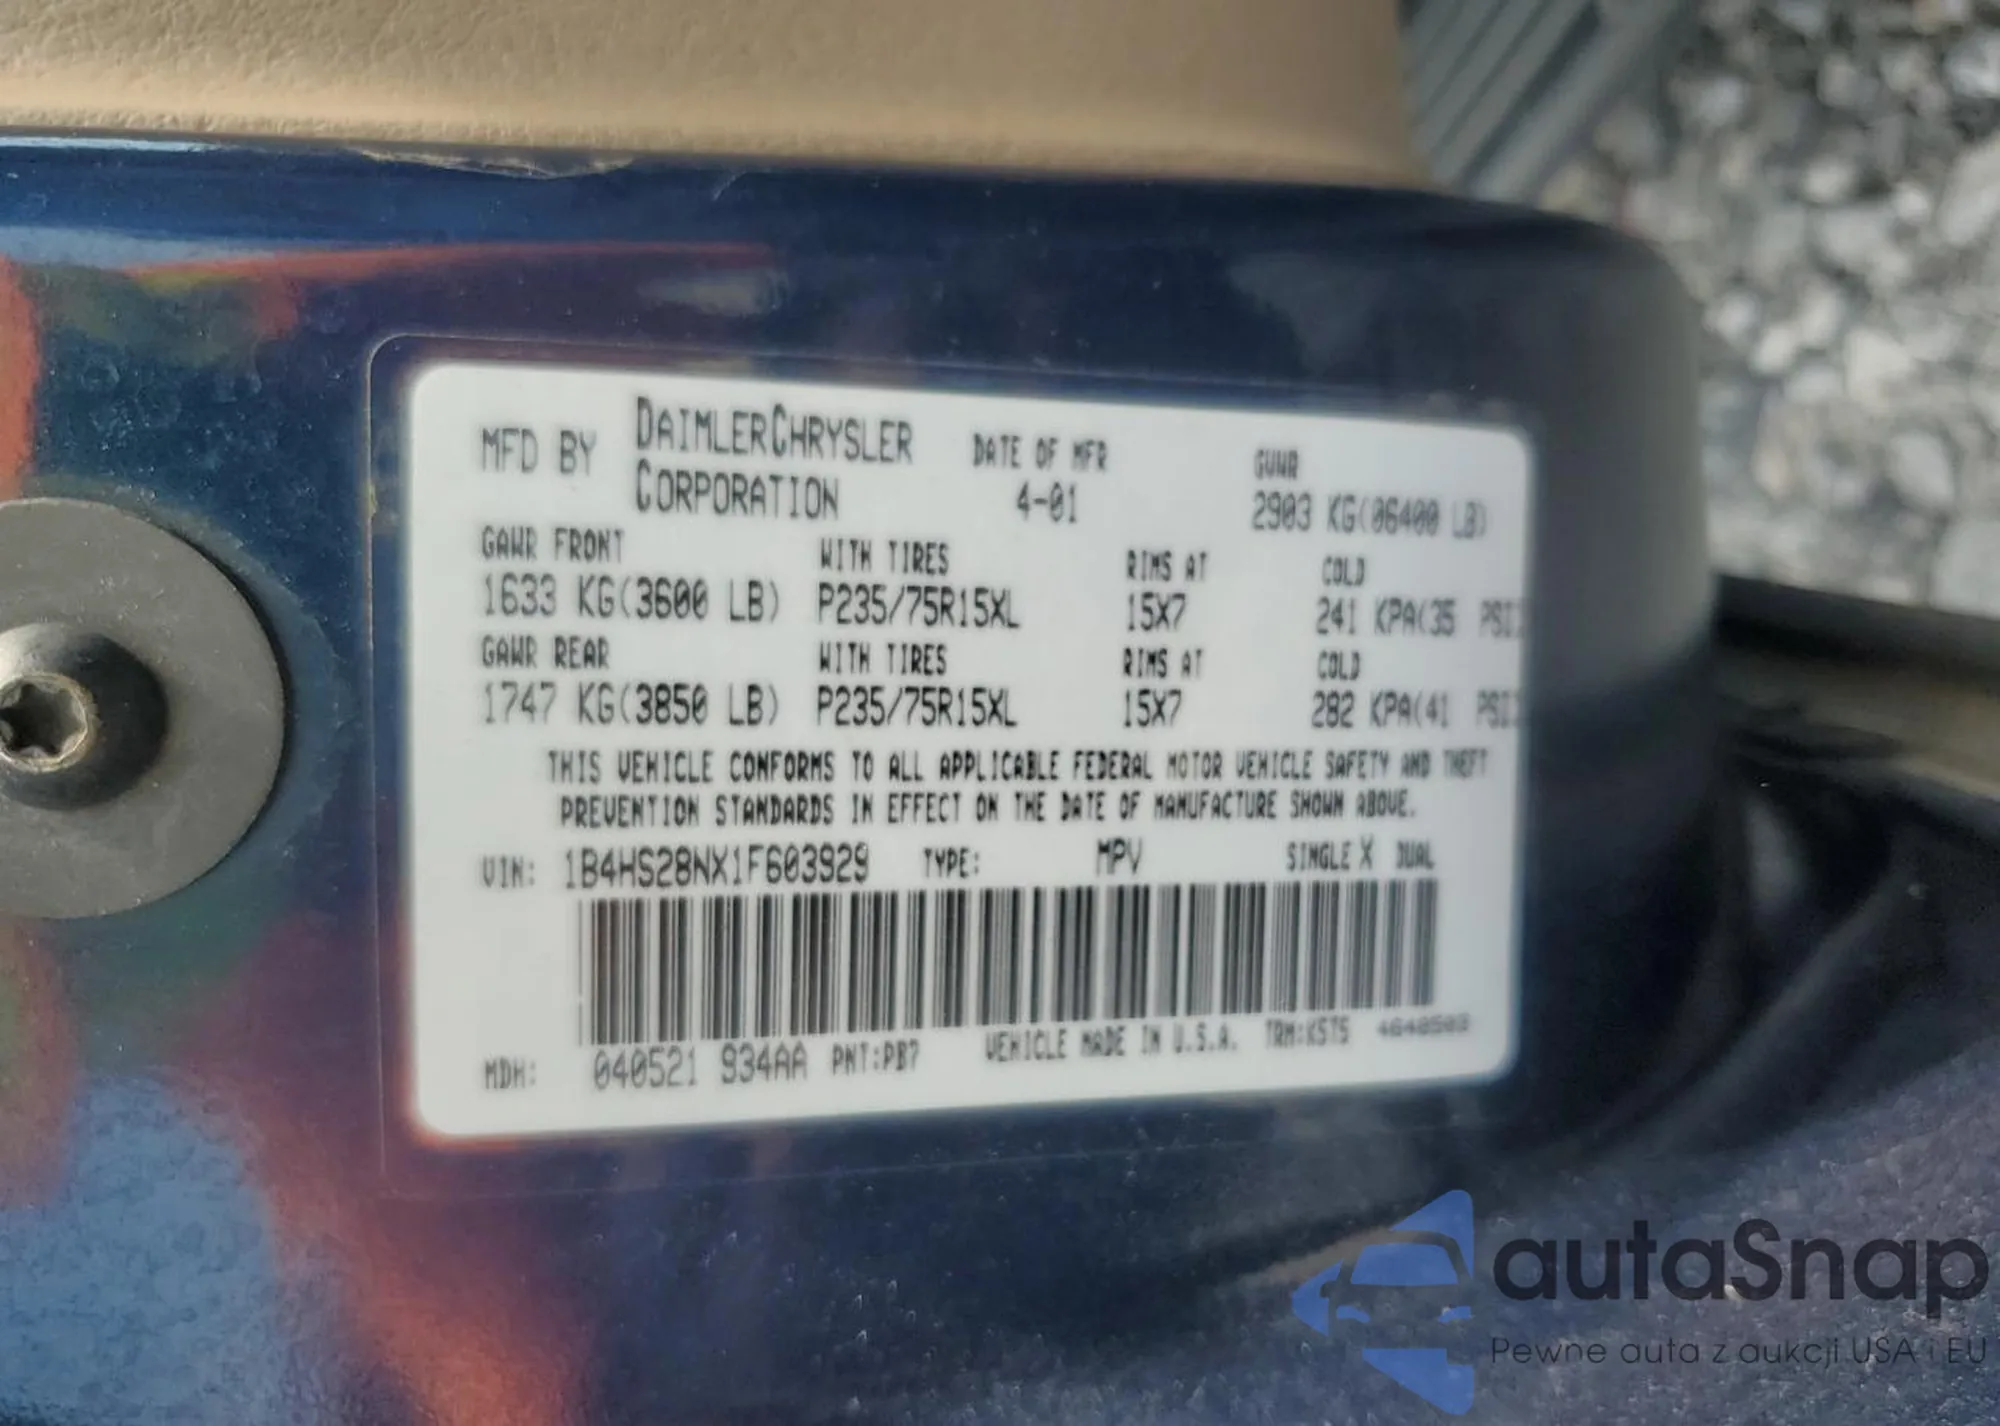 MFD BY DAIMLERCHRYSLER CORPORATION DATE OF MFR 4-01 GVWR 2903 KG(06400 LB)
GAWR FRONT WITH TIRES RIMS AT COLD
1633 KG(3600 LB) P235/75R15XL 15X7 241 KPA(35 PSI)
GAWR REAR WITH TIRES RIMS AT COLD
1747 KG(3850 LB) P235/75R15XL 15X7 282 KPA(41 PSI)
THIS VEHICLE CONFORMS TO ALL APPLICABLE FEDERAL MOTOR VEHICLE SAFETY AND THEFT
PREVENTION STANDARDS IN EFFECT ON THE DATE OF MANUFACTURE SHOWN ABOVE.
VIN: 1B4HS28NX1F603929 TYPE: MPV SINGLE X DUAL
MDH: 040521 934AA PNT:PB7 VEHICLE MADE IN U.S.A. TRM:K5T5
autaSnap
Pewne auta z aukcji USA i EU